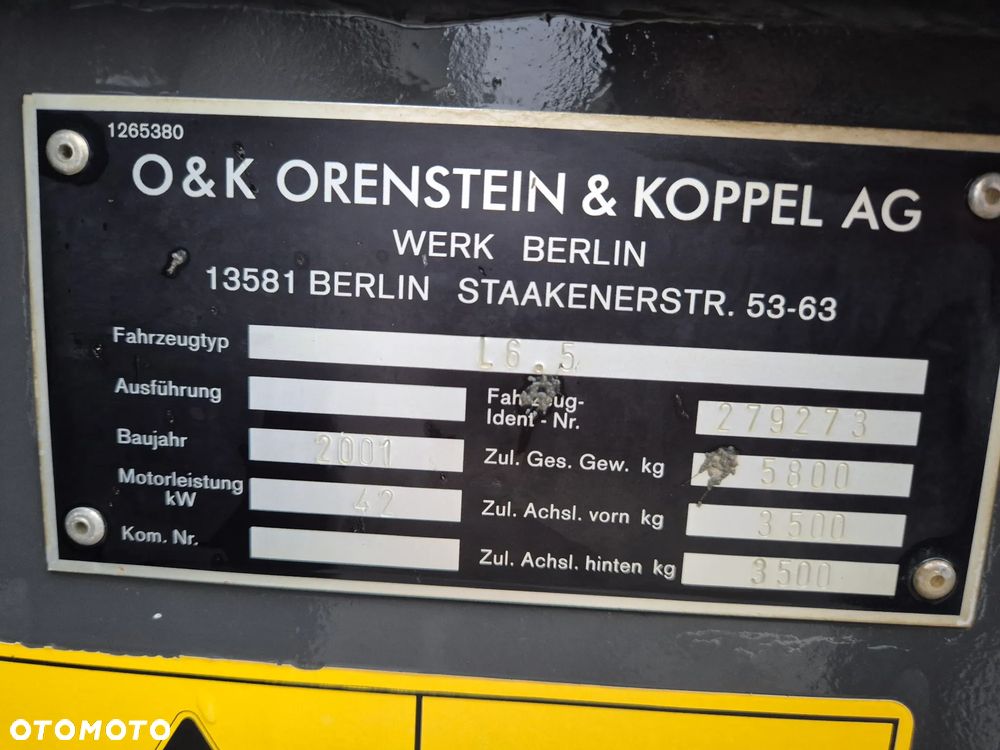 1265380
O&K ORENSTEIN & KOPPEL AG
WERK BERLIN
13581 BERLIN STAAKENERSTR. 53-63
Fahrzeugtyp L6.5
Ausführung
Fahrzeug-
Ident - Nr. 279273
Baujahr 2001
Zul. Ges. Gew. kg 5800
Motorleistung
kW 42
Zul. Achsl. vorn kg 3500
Kom. Nr.
Zul. Achsl. hinten kg 3500
OTOMOTO